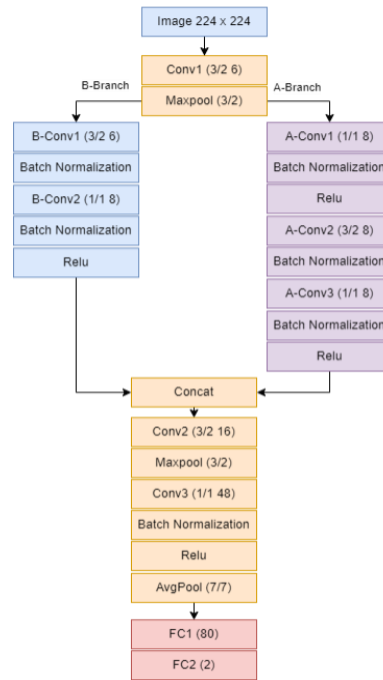 Image 224 x 224
Conv1 (3/2 6)
Maxpool (3/2)
B-Branch
A-Branch
B-Conv1 (3/2 6)
Batch Normalization
B-Conv2 (1/1 8)
Batch Normalization
Relu
A-Conv1 (1/1 8)
Batch Normalization
Relu
A-Conv2 (3/2 8)
Batch Normalization
A-Conv3 (1/1 8)
Batch Normalization
Relu
Concat
Conv2 (3/2 16)
Maxpool (3/2)
Conv3 (1/1 48)
Batch Normalization
Relu
AvgPool (7/7)
FC1 (80)
FC2 (2)